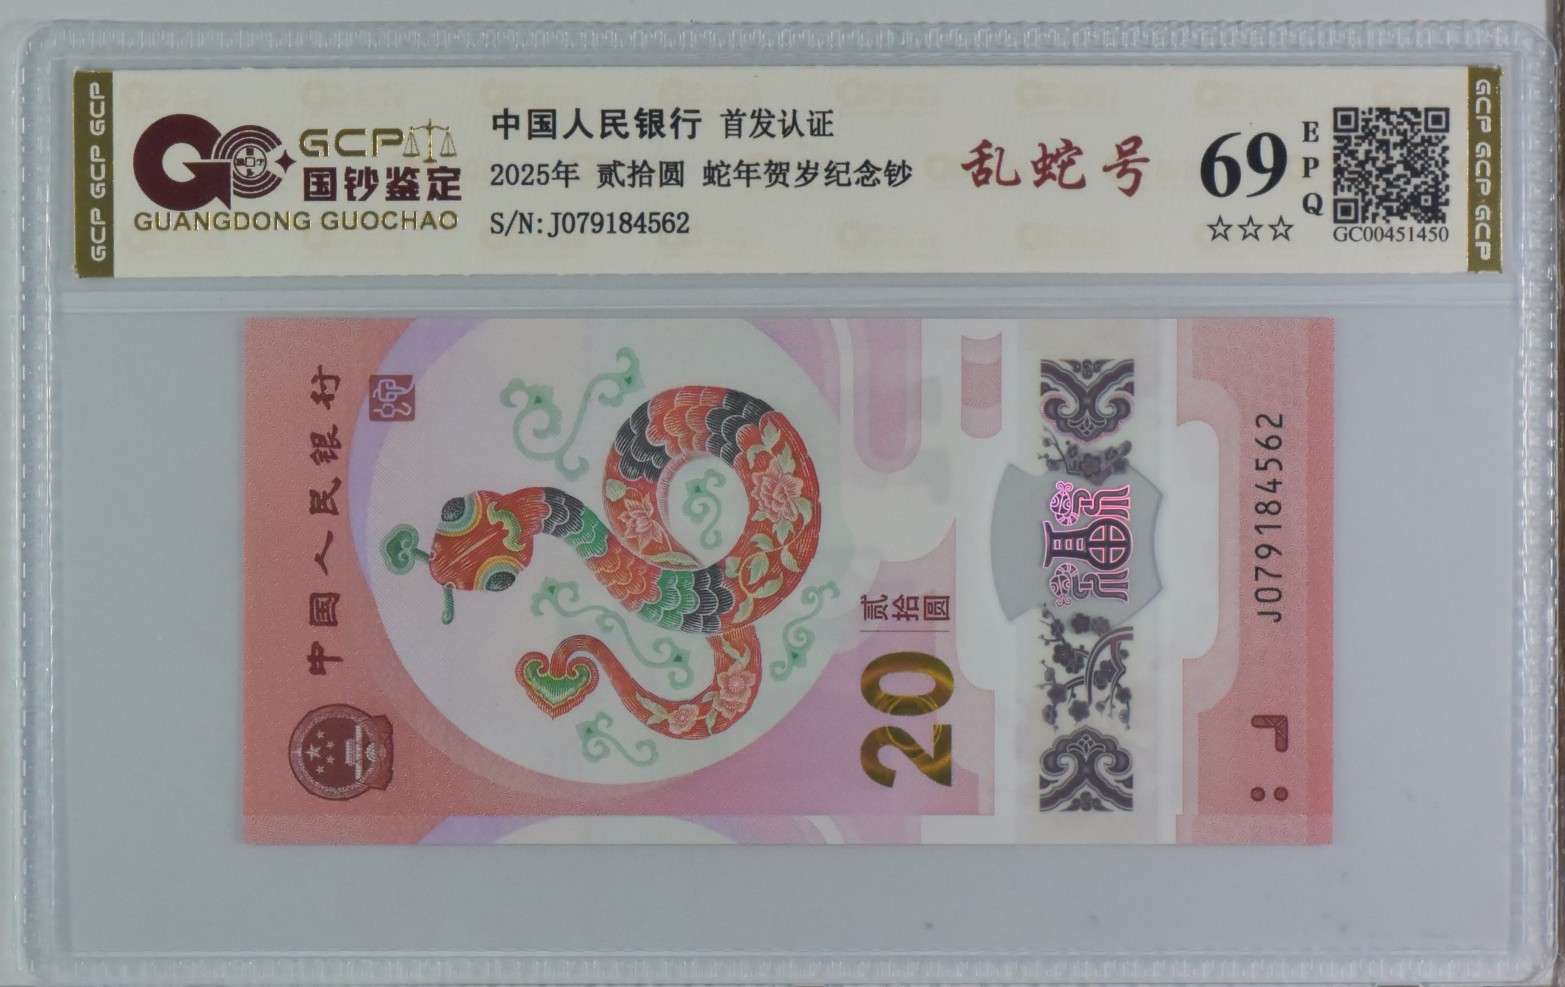 GCP GCP GCP
GCP
国钞鉴定
GUANGDONG GUOCHAO
中国人民银行 首发认证
2025年 贰拾圆 蛇年贺岁纪念钞
S/N:J079184562
乱蛇号
69
EPQ
☆☆☆
GC00451450
GCP GCP GCP
中国人民银行
贰拾圆
20
J079184562